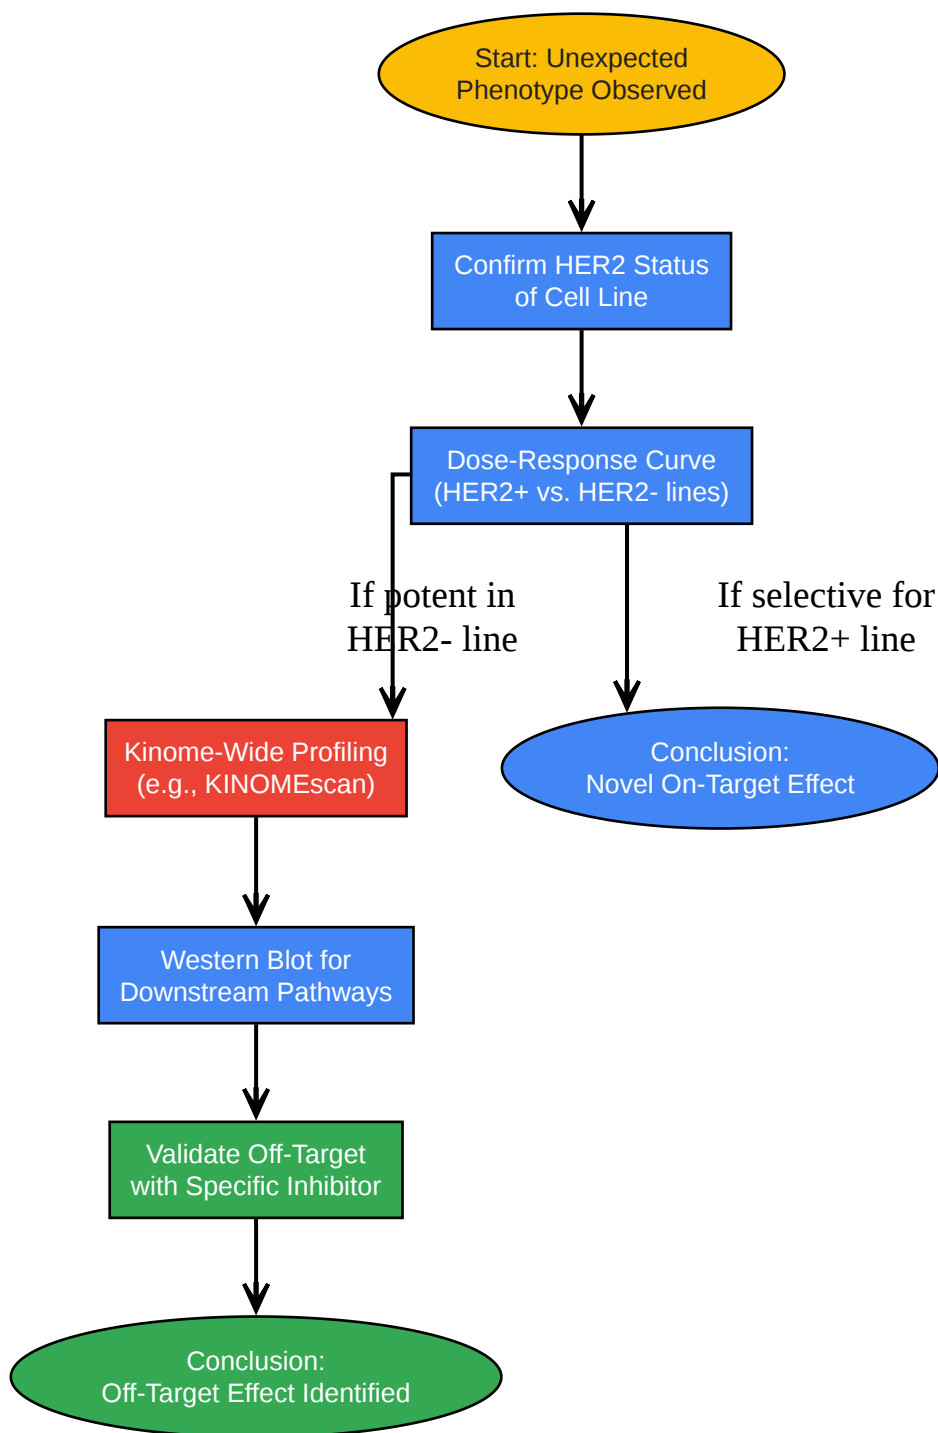 Start: Unexpected
Phenotype Observed
Confirm HER2 Status
of Cell Line
Dose-Response Curve
(HER2+ vs. HER2- lines)
If potent in
HER2- line
If selective for
HER2+ line
Kinome-Wide Profiling
(e.g., KINOMEscan)
Conclusion:
Novel On-Target Effect
Western Blot for
Downstream Pathways
Validate Off-Target
with Specific Inhibitor
Conclusion:
Off-Target Effect Identified